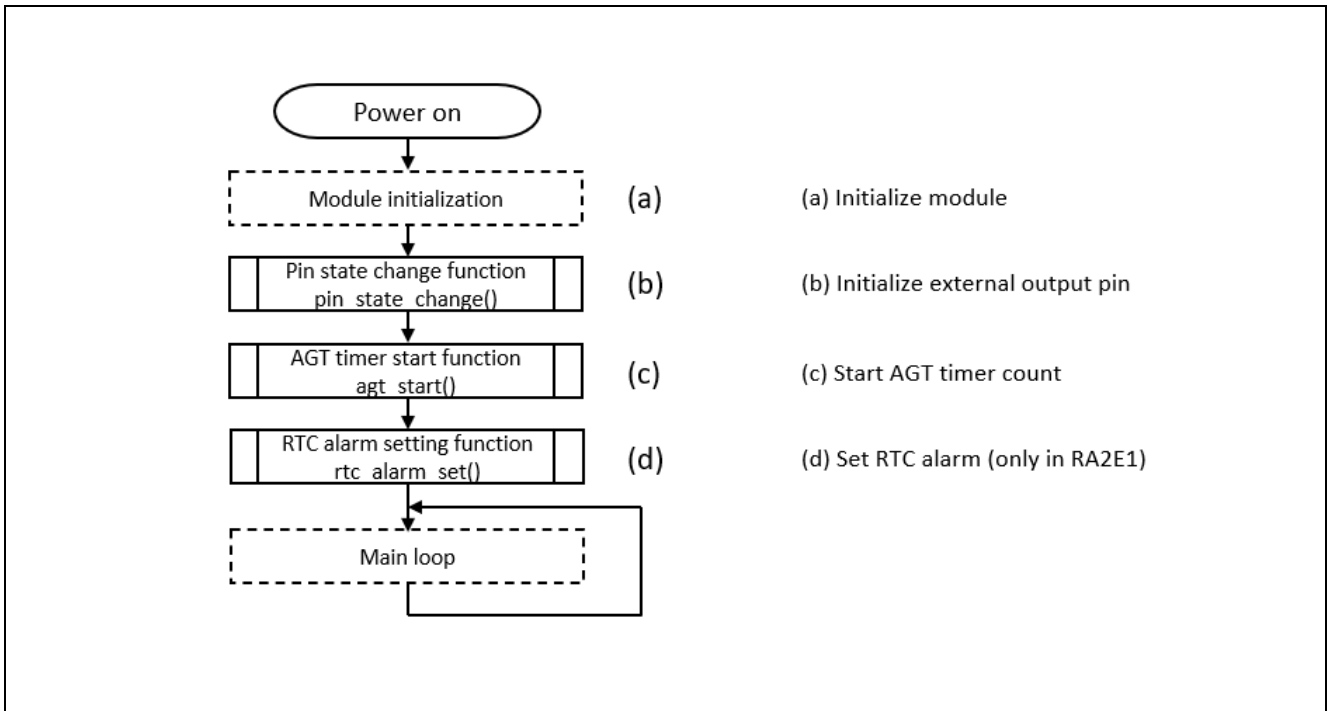 Power on
Module initialization
(a)
(a) Initialize module
Pin state change function
pin_state_change()
(b)
(b) Initialize external output pin
AGT timer start function
agt_start()
(c)
(c) Start AGT timer count
RTC alarm setting function
rtc_alarm_set()
(d)
(d) Set RTC alarm (only in RA2E1)
Main loop